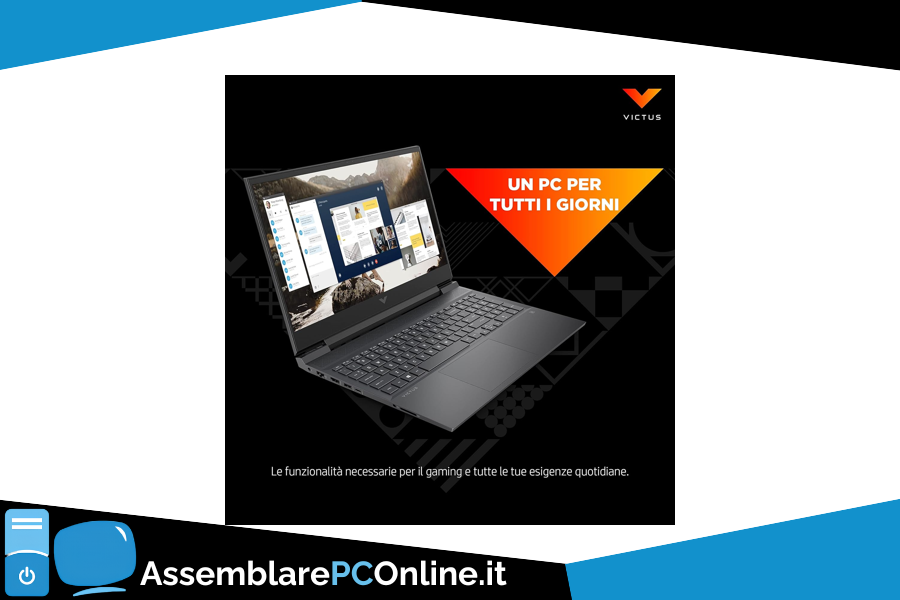 VICTUS
UN PC PER
TUTTI I GIORNI
Le funzionalità necessarie per il gaming e tutte le tue esigenze quotidiane.
AssemblarePCOnline.it